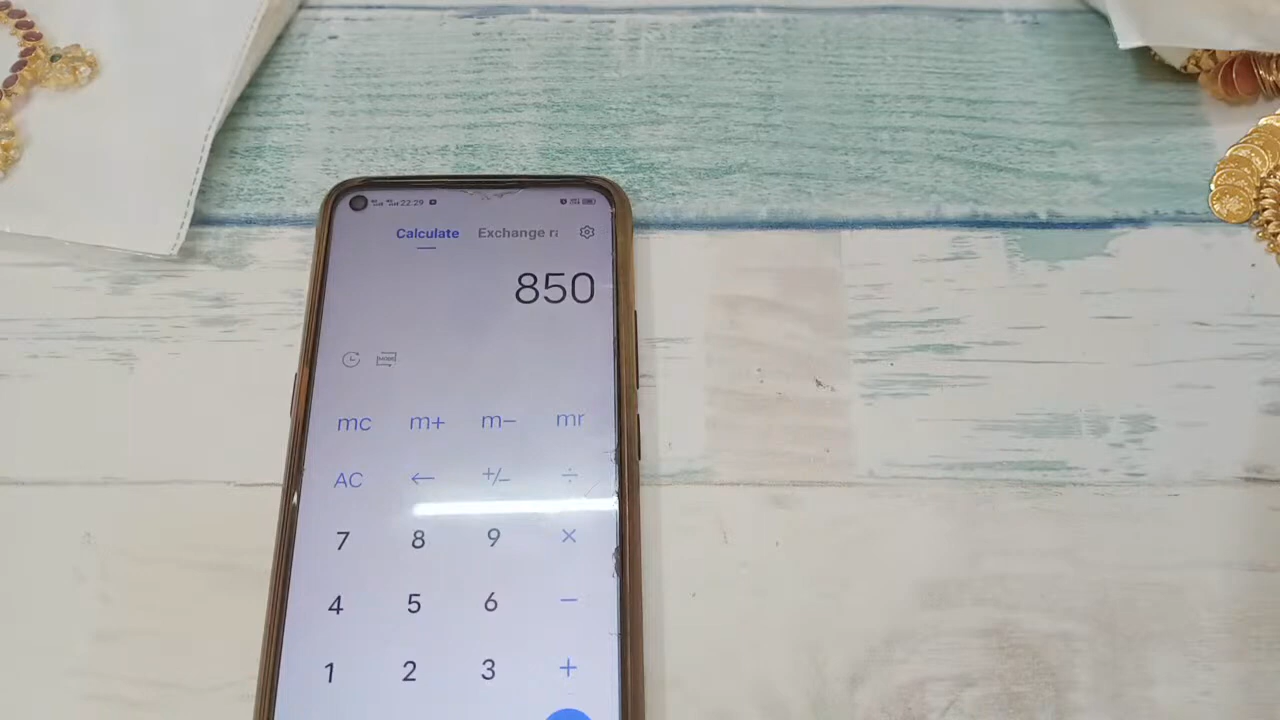 22:29
Calculate Exchange ra
850
mc m+ m− mr
AC ← +/− ÷
7 8 9 ×
4 5 6 −
1 2 3 +